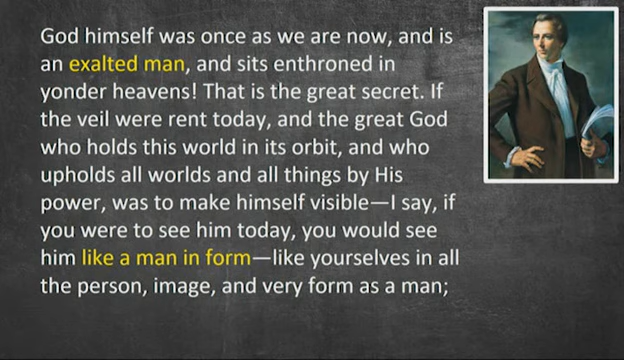 God himself was once as we are now, and is
an exalted man, and sits enthroned in
yonder heavens! That is the great secret. If
the veil were rent today, and the great God
who holds this world in its orbit, and who
upholds all worlds and all things by His
power, was to make himself visible—I say, if
you were to see him today, you would see
him like a man in form—like yourselves in all
the person, image, and very form as a man;